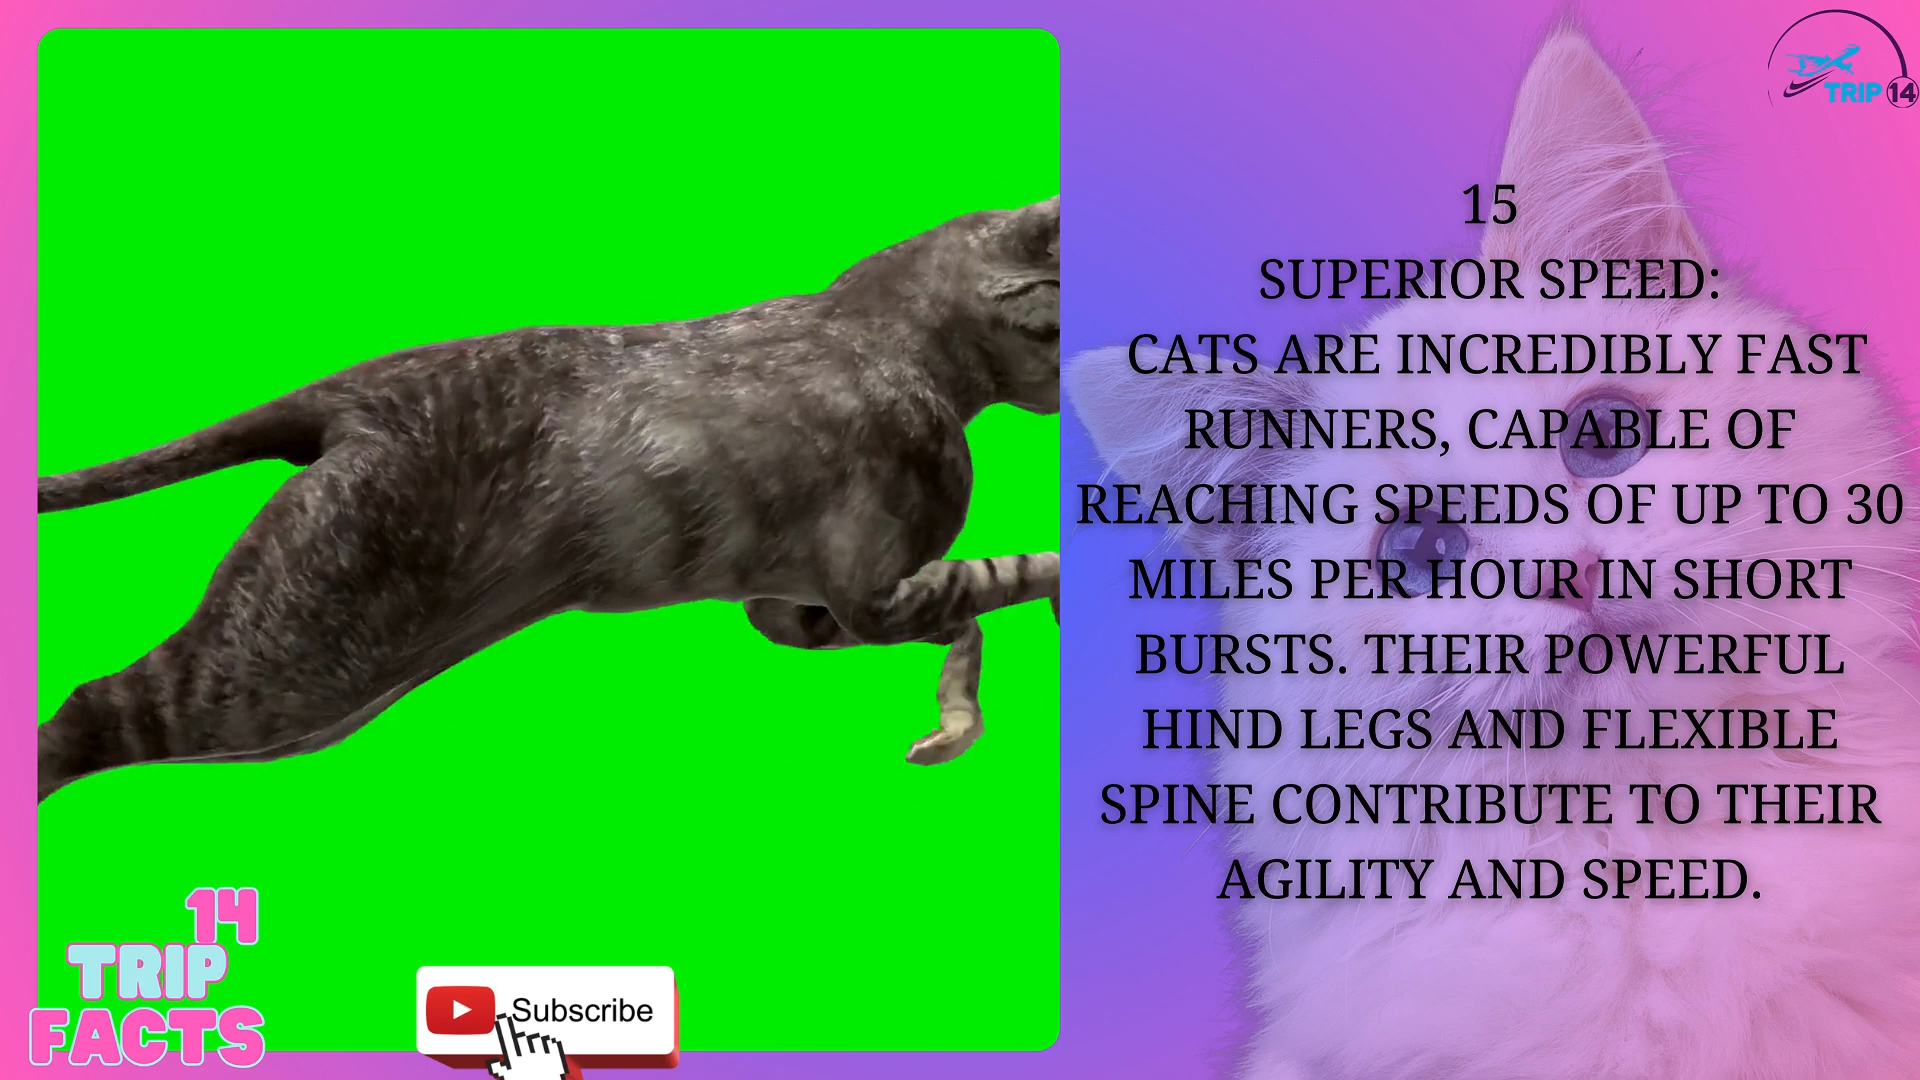 TRIP 14
15
SUPERIOR SPEED:
CATS ARE INCREDIBLY FAST
RUNNERS, CAPABLE OF
REACHING SPEEDS OF UP TO 30
MILES PER HOUR IN SHORT
BURSTS. THEIR POWERFUL
HIND LEGS AND FLEXIBLE
SPINE CONTRIBUTE TO THEIR
AGILITY AND SPEED.
14
TRIP
FACTS
Subscribe